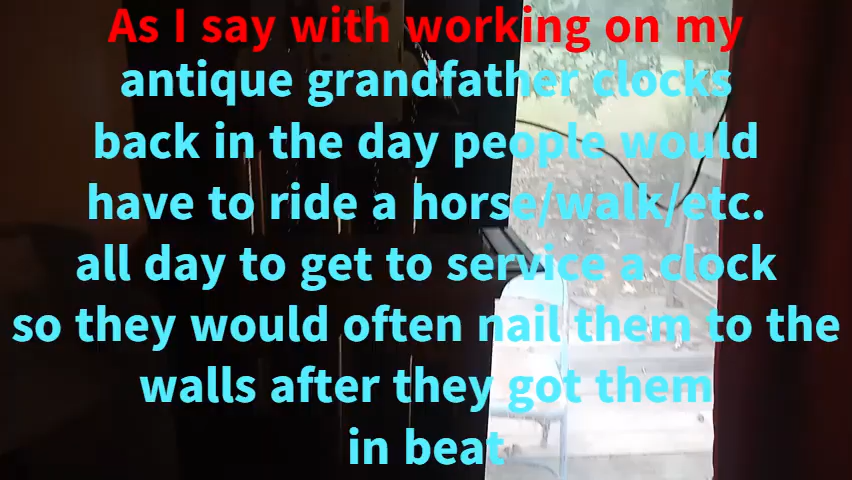 As I say with working on my
antique grandfather clocks
back in the day people would
have to ride a horse/walk/etc.
all day to get to service a clock
so they would often nail them to the
walls after they got them
in beat